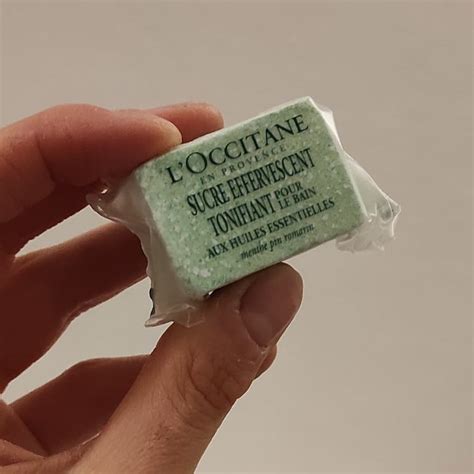 L'OCCITANE
EN PROVENCE
SUCRE EFFERVESCENT
TONIFIANT POUR LE BAIN
AUX HUILES ESSENTIELLES
menthe pin romarin